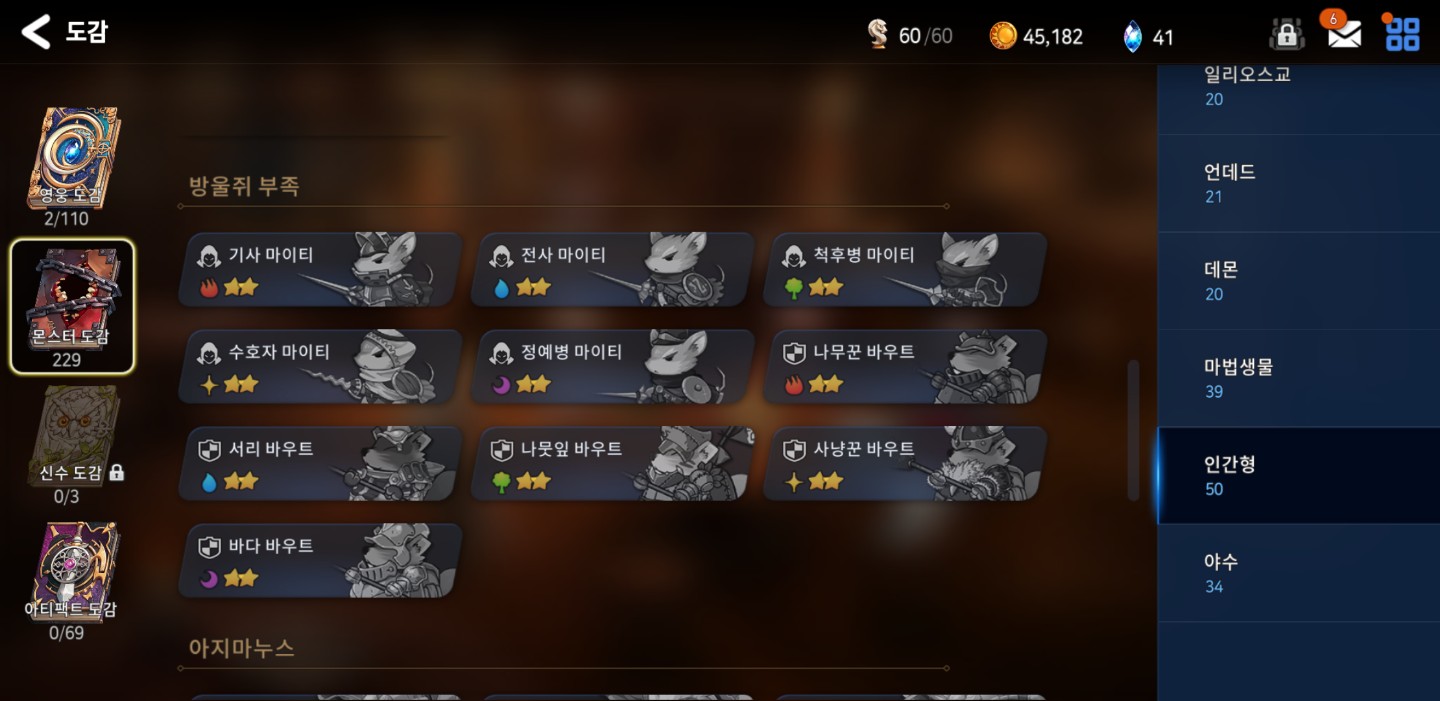 도감
60/60
45,182
41
6
영웅 도감
2/110
몬스터 도감
229
신수 도감
0/3
아티팩트 도감
0/69
방울쥐 부족
기사 마이티
전사 마이티
척후병 마이티
수호자 마이티
정예병 마이티
나무꾼 바우트
서리 바우트
나뭇잎 바우트
사냥꾼 바우트
바다 바우트
아지마누스
일리오스교
20
언데드
21
데몬
20
마법생물
39
인간형
50
야수
34